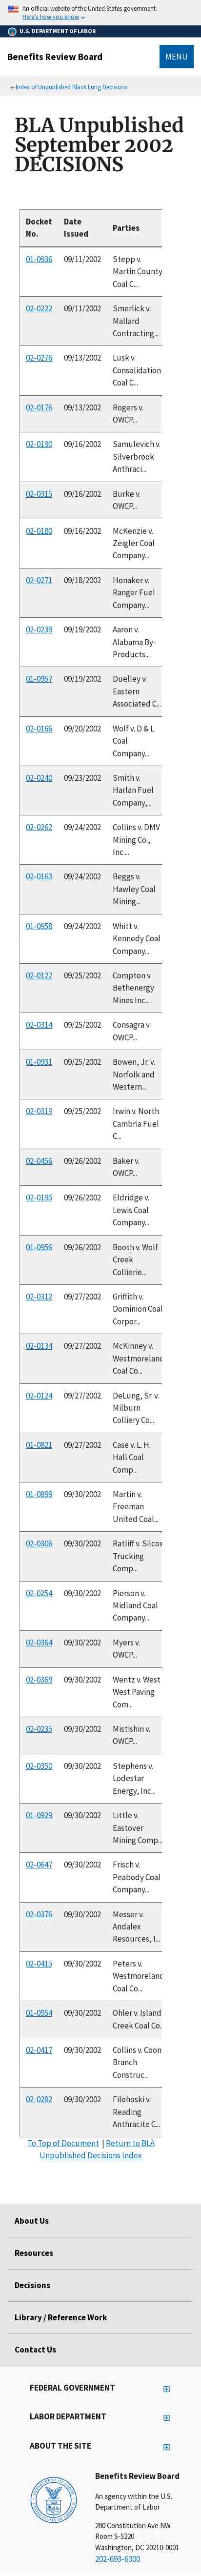 An official website of the United States government.
Here's how you know
U.S. DEPARTMENT OF LABOR
Benefits Review Board
MENU
Index of Unpublished Black Lung Decisions
BLA Unpublished
September 2002
DECISIONS
Docket Date Parties
No. Issued
01-0936 09/11/2002 Stepp v.
Martin County
Coal C...
02-0222 09/11/2002 Smerlick v.
Mallard
Contracting...
02-0276 09/13/2002 Lusk v.
Consolidation
Coal C...
02-0176 09/13/2002 Rogers v.
OWCP...
02-0190 09/16/2002 Samulevich v.
Silverbrook
Anthraci...
02-0315 09/16/2002 Burke v.
OWCP...
02-0180 09/16/2002 McKenzie v.
Zeigler Coal
Company...
02-0271 09/18/2002 Honaker v.
Ranger Fuel
Company...
02-0239 09/19/2002 Aaron v.
Alabama By-
Products...
01-0957 09/19/2002 Duelley v.
Eastern
Associated C...
02-0166 09/20/2002 Wolf v. D & L
Coal
Company...
02-0240 09/23/2002 Smith v.
Harlan Fuel
Company,...
02-0262 09/24/2002 Collins v. DMV
Mining Co.,
Inc....
02-0163 09/24/2002 Beggs v.
Hawley Coal
Mining...
01-0958 09/24/2002 Whitt v.
Kennedy Coal
Company...
02-0122 09/25/2002 Compton v.
Bethenergy
Mines Inc...
02-0314 09/25/2002 Consagra v.
OWCP...
01-0931 09/25/2002 Bowen, Jr. v.
Norfolk and
Western...
02-0319 09/25/2002 Irwin v. North
Cambria Fuel
C...
02-0456 09/26/2002 Baker v.
OWCP...
02-0195 09/26/2002 Eldridge v.
Lewis Coal
Company...
01-0956 09/26/2002 Booth v. Wolf
Creek
Collierie...
02-0312 09/27/2002 Griffith v.
Dominion Coal
Corpor...
02-0134 09/27/2002 McKinney v.
Westmoreland
Coal Co...
02-0124 09/27/2002 DeLung, Sr. v.
Milburn
Colliery Co...
01-0821 09/27/2002 Case v. L. H.
Hall Coal
Comp...
01-0899 09/30/2002 Martin v.
Freeman
United Coal...
02-0306 09/30/2002 Ratliff v. Silcox
Trucking
Comp...
02-0254 09/30/2002 Pierson v.
Midland Coal
Company...
02-0364 09/30/2002 Myers v.
OWCP...
02-0369 09/30/2002 Wentz v. West
West Paving
Com...
02-0235 09/30/2002 Mistishin v.
OWCP...
02-0350 09/30/2002 Stephens v.
Lodestar
Energy, Inc...
01-0929 09/30/2002 Little v.
Eastover
Mining Comp...
02-0647 09/30/2002 Frisch v.
Peabody Coal
Company...
02-0376 09/30/2002 Messer v.
Andalex
Resources, I...
02-0415 09/30/2002 Peters v.
Westmoreland
Coal Co...
01-0954 09/30/2002 Ohler v. Island
Creek Coal Co.
02-0417 09/30/2002 Collins v. Coon
Branch
Construc...
02-0282 09/30/2002 Filohoski v.
Reading
Anthracite C...
To Top of Document | Return to BLA
Unpublished Decisions Index
About Us
Resources
Decisions
Library / Reference Work
Contact Us
FEDERAL GOVERNMENT
LABOR DEPARTMENT
ABOUT THE SITE
Benefits Review Board
An agency within the U.S.
Department of Labor
200 Constitution Ave NW
Room S-5220
Washington, DC 20210-0001
202-693-6300